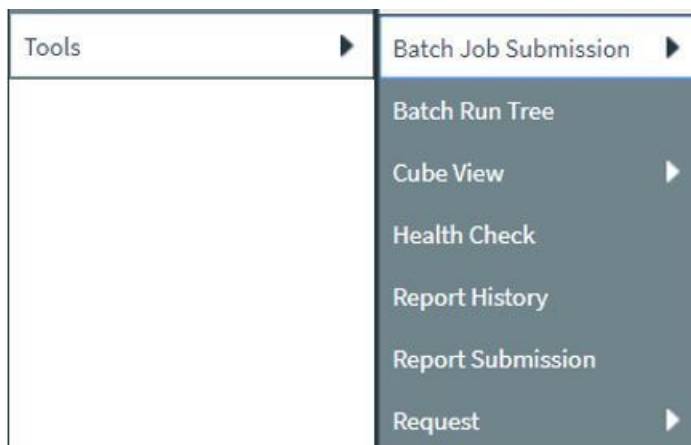 Tools
Batch Job Submission
Batch Run Tree
Cube View
Health Check
Report History
Report Submission
Request